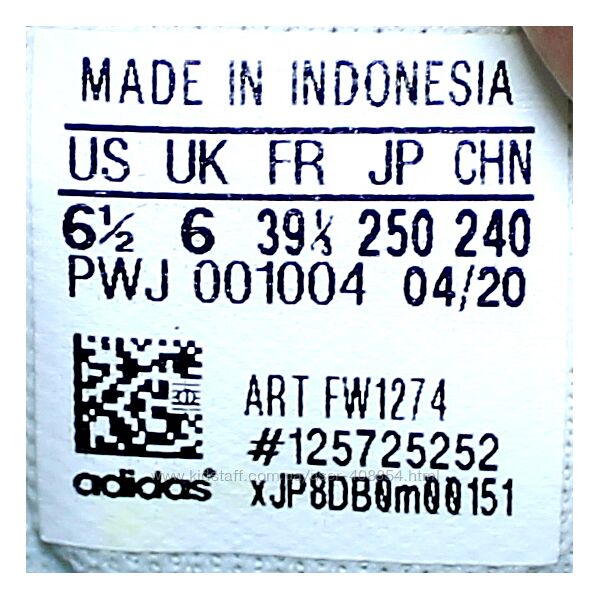 MADE IN INDONESIA
US UK FR JP CHN
6½ 6 39⅓ 250 240
PWJ 001004 04/20
ART FW1274
#125725252
adidas
xJP8DB0m00151